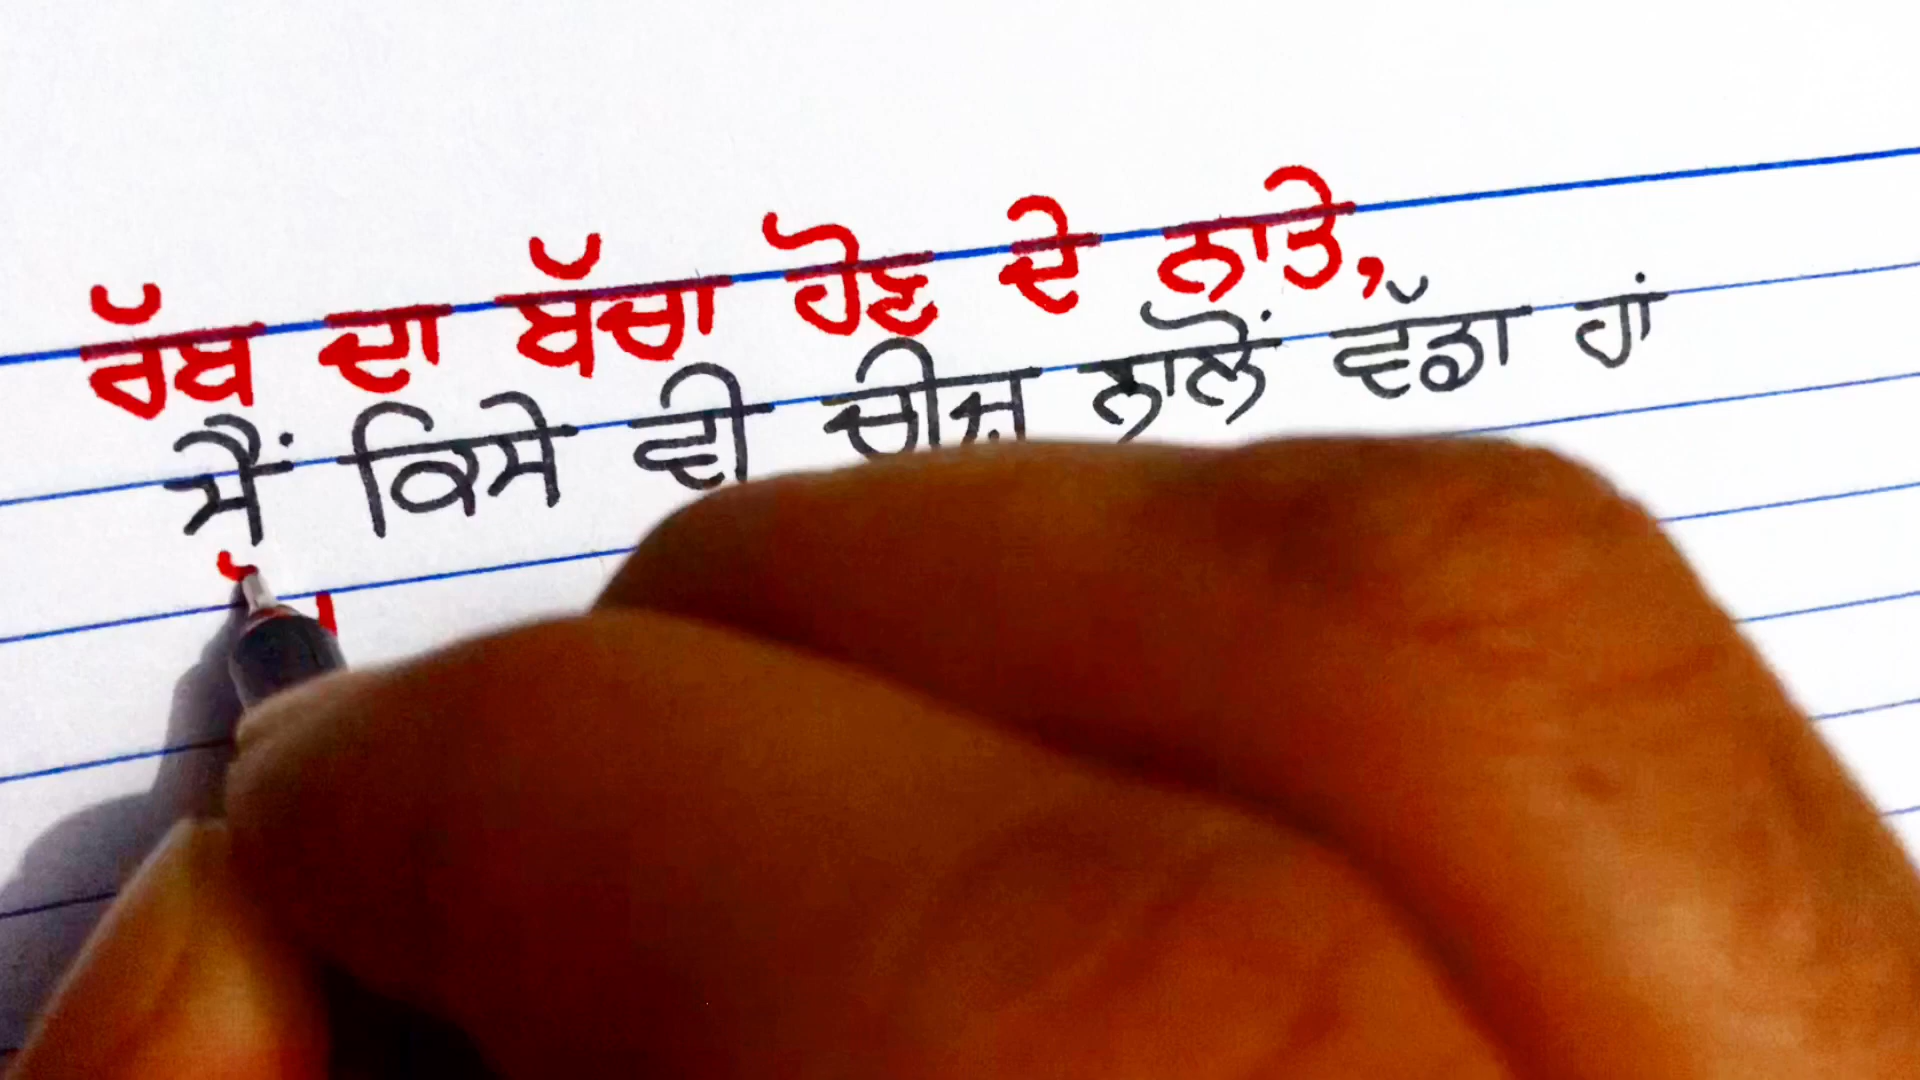 ਰੱਬ ਦਾ ਬੱਚਾ ਹੋਣ ਦੇ ਨਾਤੇ,
ਮੈਂ ਕਿਸੇ ਵੀ ਚੀਜ਼ ਨਾਲੋਂ ਵੱਡਾ ਹਾਂ